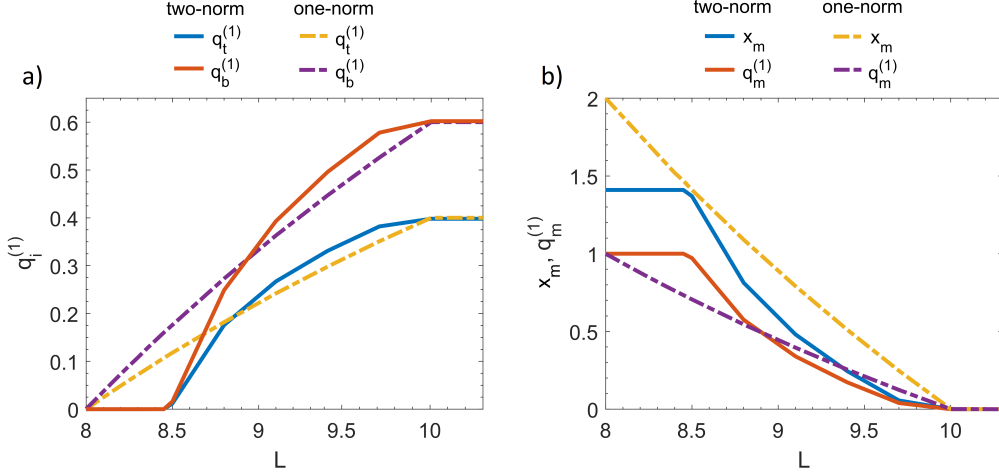 two-norm one-norm
q_t^(1) q_t^(1)
q_b^(1) q_b^(1)
a)
0.6
0.5
0.4
0.3
0.2
0.1
0
q_i^(1)
8 8.5 9 9.5 10
L
two-norm one-norm
x_m x_m
q_m^(1) q_m^(1)
b)
2
1.5
1
0.5
0
x_m, q_m^(1)
8 8.5 9 9.5 10
L